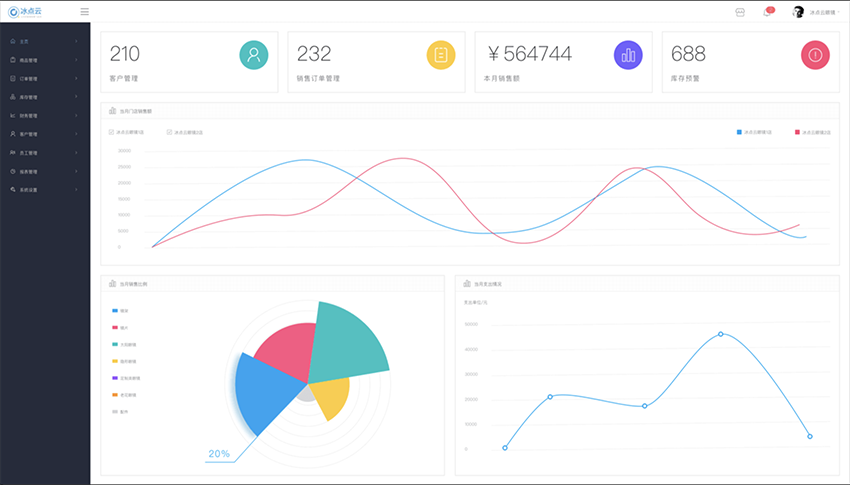 冰点云
冰点云眼镜
主页
商品管理
订单管理
库存管理
财务管理
客户管理
员工管理
报表管理
系统设置
210
客户管理
232
销售订单管理
￥564744
本月销售额
688
库存预警
当月门店销售额
冰点云眼镜1店
冰点云眼镜2店
冰点云眼镜1店
冰点云眼镜2店
30000
25000
20000
15000
10000
5000
0
当月销售比例
镜架
镜片
太阳眼镜
隐形眼镜
老花眼镜
配件
20%
当月支出情况
支出单位/元
50000
40000
30000
20000
10000
0